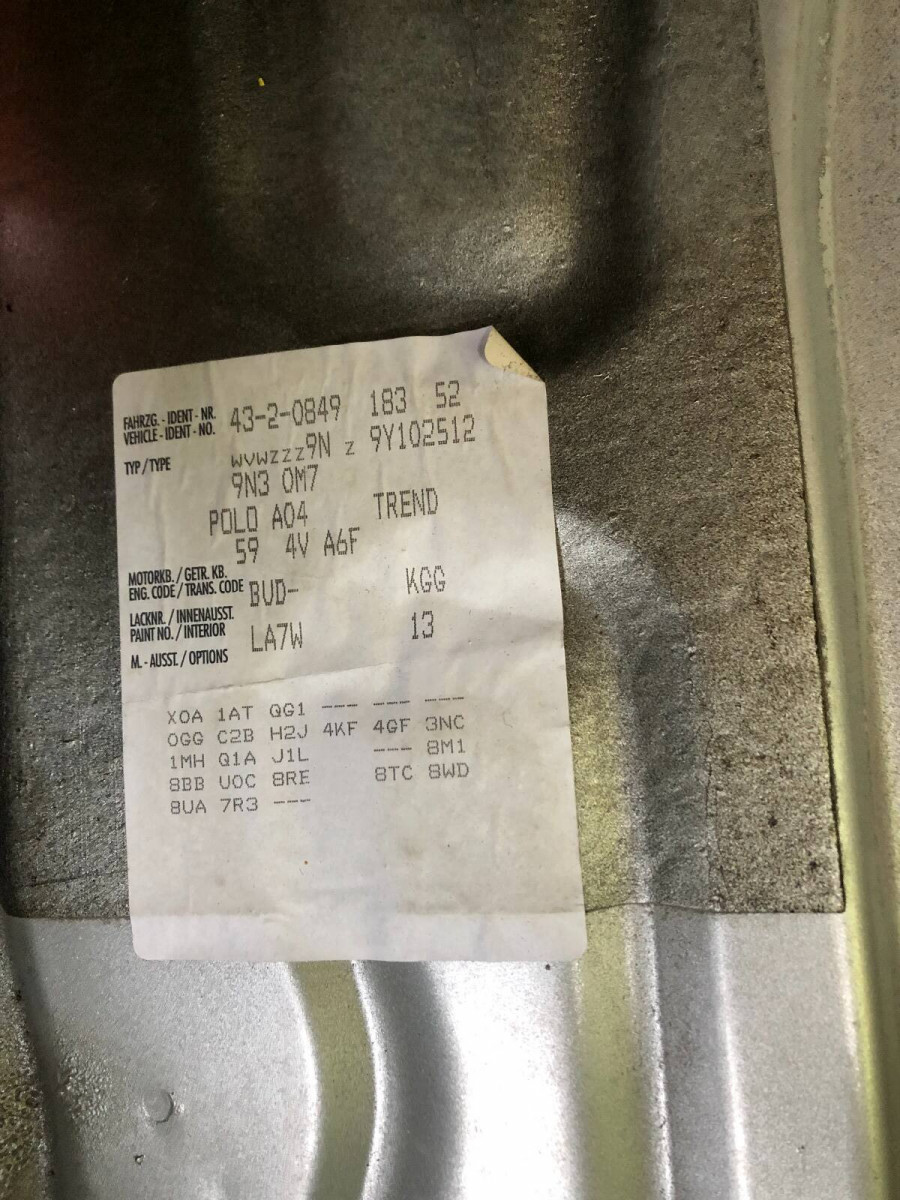 FAHRZG. - IDENT - NR. 43-2-0849 183 52
VEHICLE - IDENT - NO. WVWZZZ9N Z 9Y102512
TYP / TYPE 9N3 0M7
POLO A04 TREND
59 4V A6F
MOTORKB. / GETR. KB.
ENG. CODE / TRANS. CODE BUD- KGG
LACKNR. / INNENAUSST.
PAINT NO. / INTERIOR LA7W 13
M. - AUSST. / OPTIONS
X0A 1AT QG1 --- --- ---
0GG C2B H2J 4KF 4GF 3NC
1MH Q1A J1L --- 8M1
8BB U0C 8RE 8TC 8WD
8UA 7R3 ---